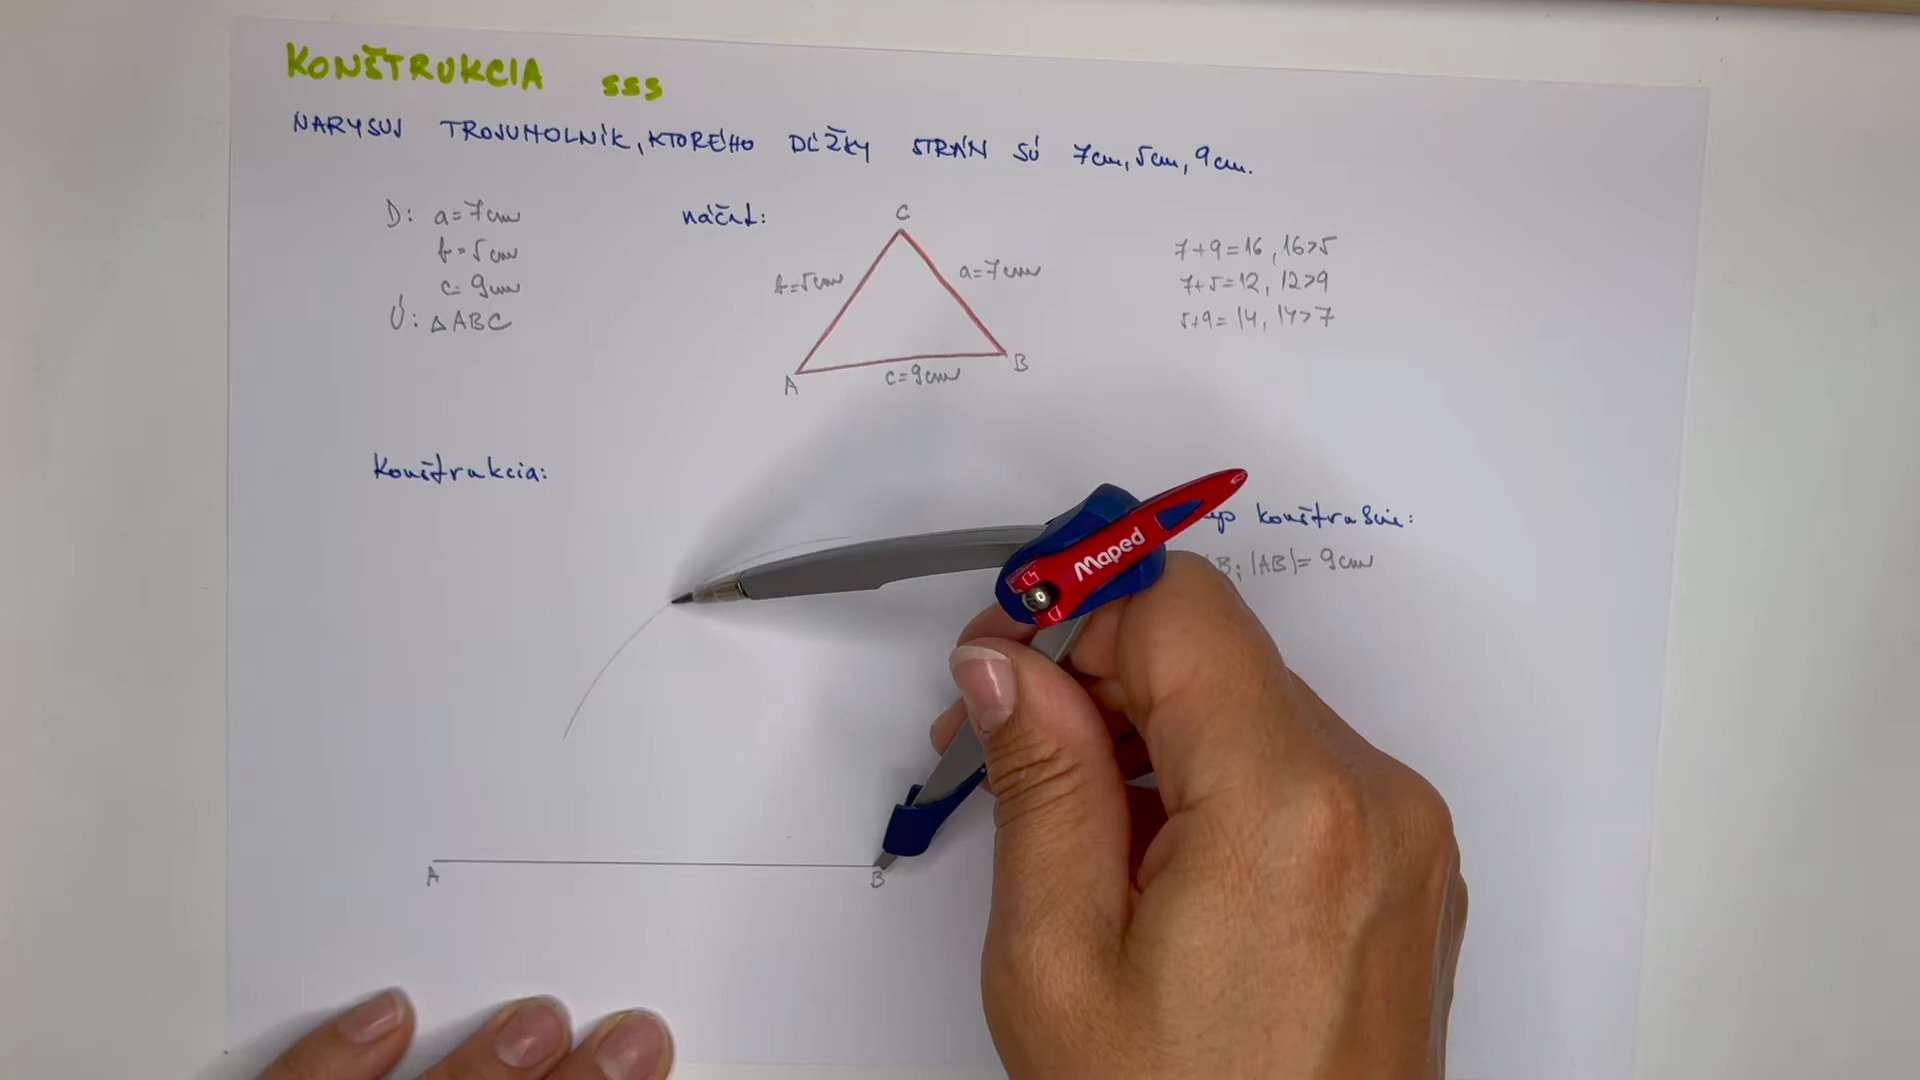 KONŠTRUKCIA sss
NARYSUJ TROJUHOLNÍK, KTORÉHO DĹŽKY STRÁN SÚ 7cm, 5cm, 9cm.
D: a=7cm
b=5cm
c=9cm
Ú: △ABC
náčrt:
C
b=5cm
a=7cm
A
c=9cm
B
7+9=16, 16>5
7+5=12, 12>9
5+9=14, 14>7
Konštrukcia:
konštrukcie:
B; |AB|=9cm
Maped
A
B